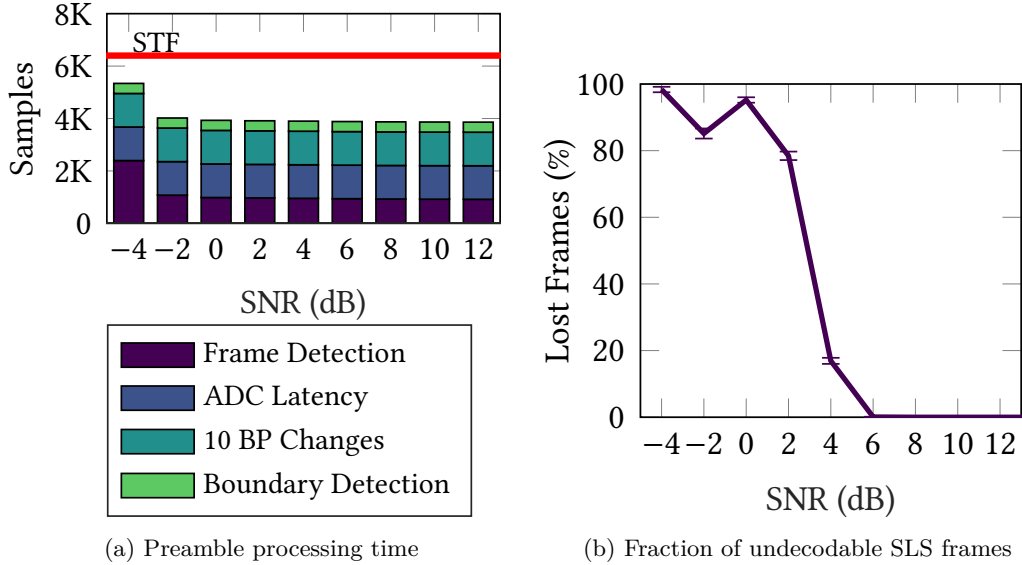 8K
6K
4K
2K
0
Samples
STF
−4 −2 0 2 4 6 8 10 12
SNR (dB)
Frame Detection
ADC Latency
10 BP Changes
Boundary Detection
(a) Preamble processing time
100
80
60
40
20
0
Lost Frames (%)
−4 −2 0 2 4 6 8 10 12
SNR (dB)
(b) Fraction of undecodable SLS frames